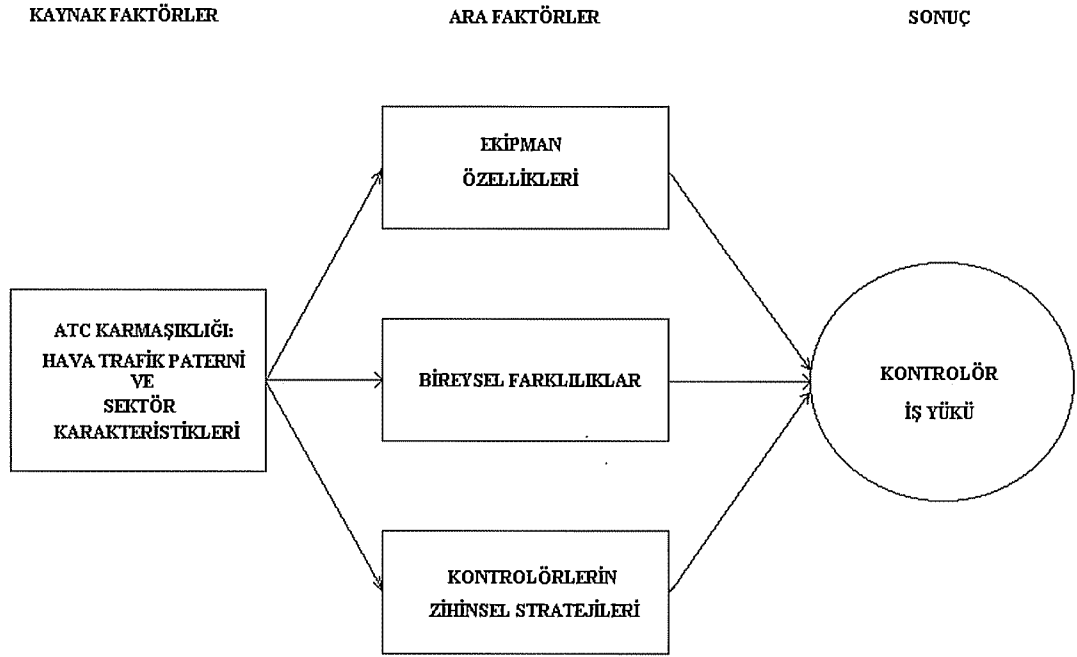 KAYNAK FAKTÖRLER
ARA FAKTÖRLER
SONUÇ
EKİPMAN
ÖZELLİKLERİ
ATC KARMAŞIKLIĞI:
HAVA TRAFİK PATERNİ
VE
SEKTÖR
KARAKTERİSTİKLERİ
BİREYSEL FARKLILIKLAR
KONTROLÖR
İŞ YÜKÜ
KONTROLÖRLERİN
ZİHİNSEL STRATEJİLERİ